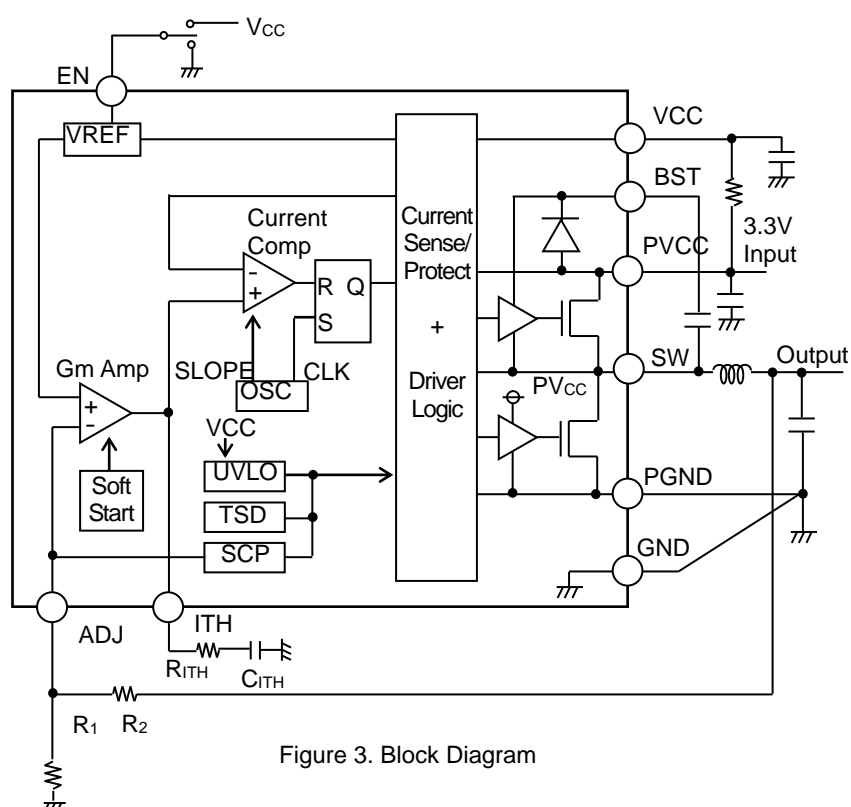 VCC
EN
VREF
VCC
BST
Current
Comp
Current
Sense/
Protect
+
Driver
Logic
3.3V
Input
PVCC
-
+
R Q
S
SLOPE
OSC
CLK
Gm Amp
+
-
SW
Output
PVCC
VCC
UVLO
Soft
Start
TSD
SCP
PGND
GND
ADJ
ITH
RITH
CITH
R1 R2
Figure 3. Block Diagram